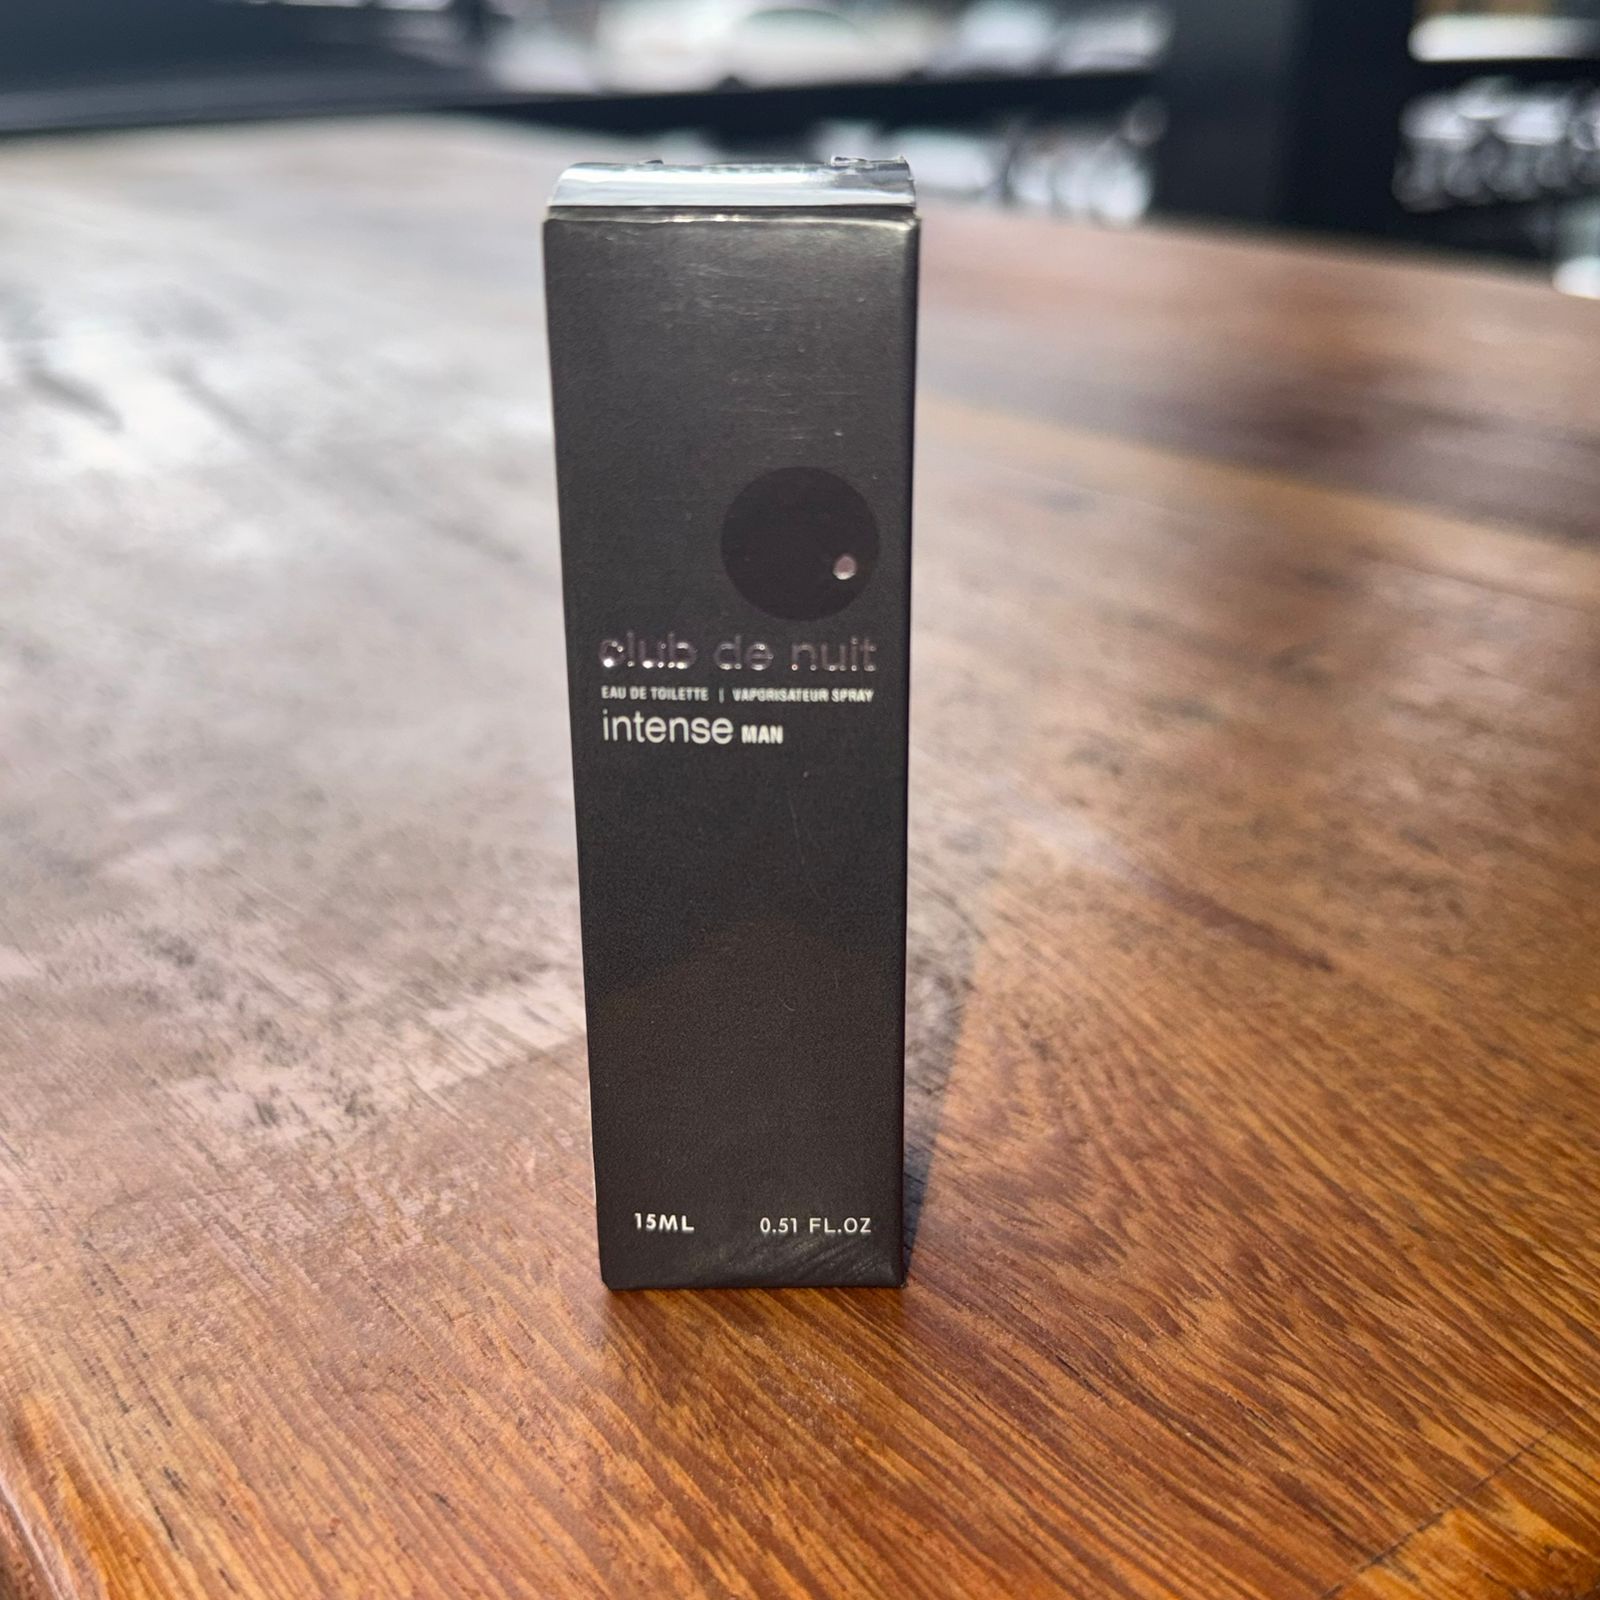 club de nuit
EAU DE TOILETTE | VAPORISATEUR SPRAY
intense MAN
15ML 0.51 FL.OZ